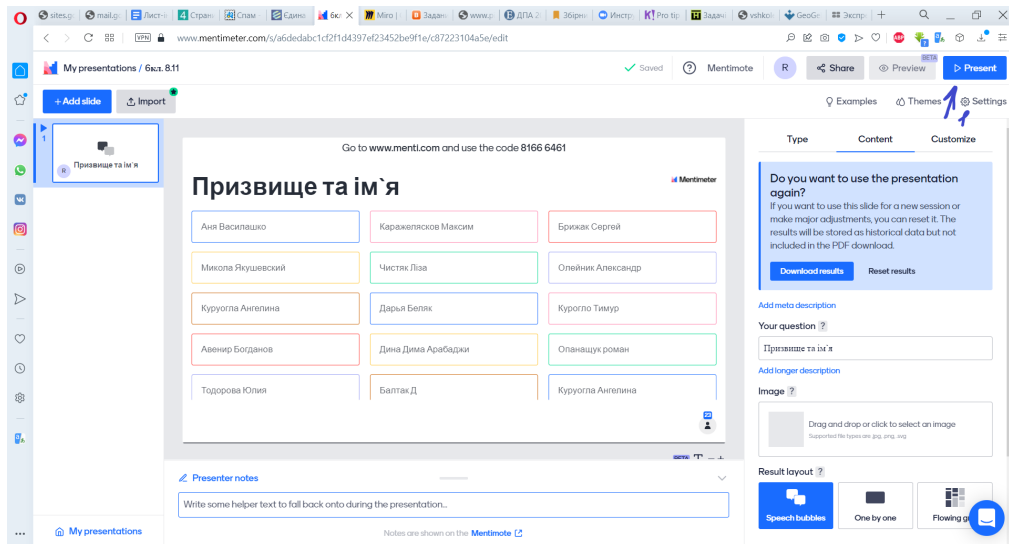 sites.g
mail.g
Лист-і
4 Страні
Спам -
Єдина
6кл
Miro |
Задані
www.p
ДПА 2
Збірні
Инстр
Pro tip
Задачі
vshkol
GeoGe
Экспр
VPN www.mentimeter.com/s/a6dedabc1cf2f1d4397ef23452be9f1e/c87223104a5e/edit
My presentations / 6кл. 8.11
Saved
Mentimote
R
Share
Preview
BETA
Present
1
+ Add slide
Import
Examples
Themes
Settings
1
R
Призвище та ім`я
Go to www.menti.com and use the code 8166 6461
Призвище та ім`я
Mentimeter
Аня Василашко
Каражелясков Максим
Брижак Сергей
Микола Якушевский
Чистяк Ліза
Олейник Александр
Куруогла Ангелина
Дарья Беляк
Курогло Тимур
Авенир Богданов
Дина Дима Арабаджи
Опанащук роман
Тодорова Юлия
Балтак Д
Куруогла Ангелина
23
BETA
Presenter notes
Write some helper text to fall back onto during the presentation...
Notes are shown on the Mentimote
My presentations
Type
Content
Customize
Do you want to use the presentation
again?
If you want to use this slide for a new session or
make major adjustments, you can reset it. The
results will be stored as historical data but not
included in the PDF download.
Download results
Reset results
Add meta description
Your question ?
Призвище та ім`я
Add longer description
Image ?
Drag and drop or click to select an image
Supported file types are .jpg, .png, .svg
Result layout ?
Speech bubbles
One by one
Flowing g